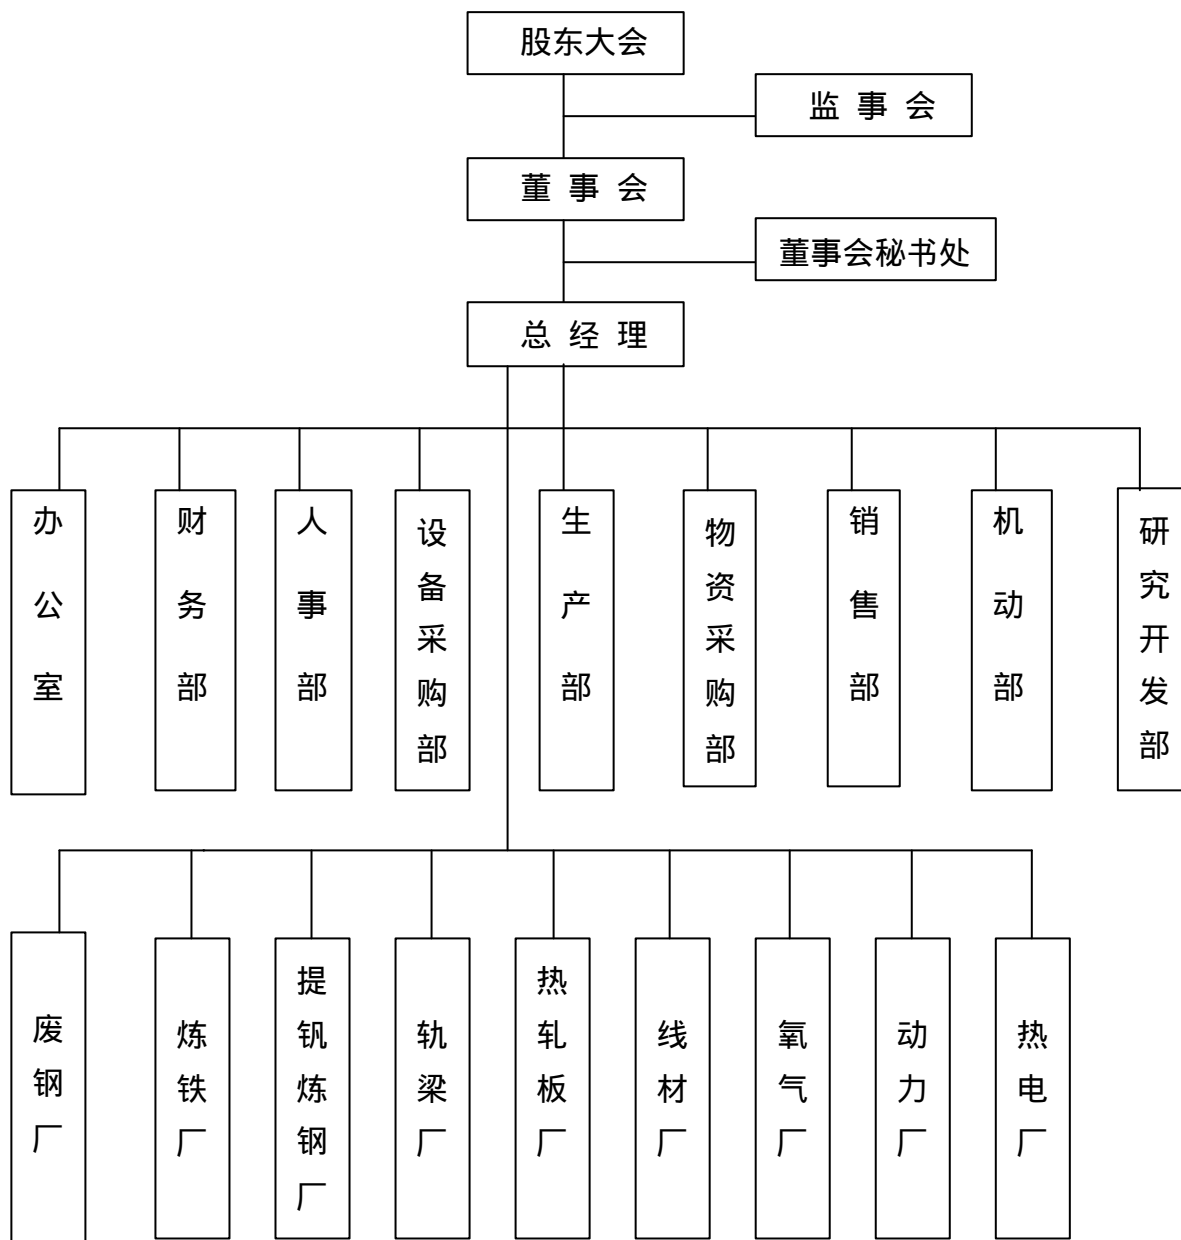 股东大会
监 事 会
董 事 会
董事会秘书处
总 经 理
办公室
财务部
人事部
设备采购部
生产部
物资采购部
销售部
机动部
研究开发部
废钢厂
炼铁厂
提钒炼钢厂
轨梁厂
热轧板厂
线材厂
氧气厂
动力厂
热电厂